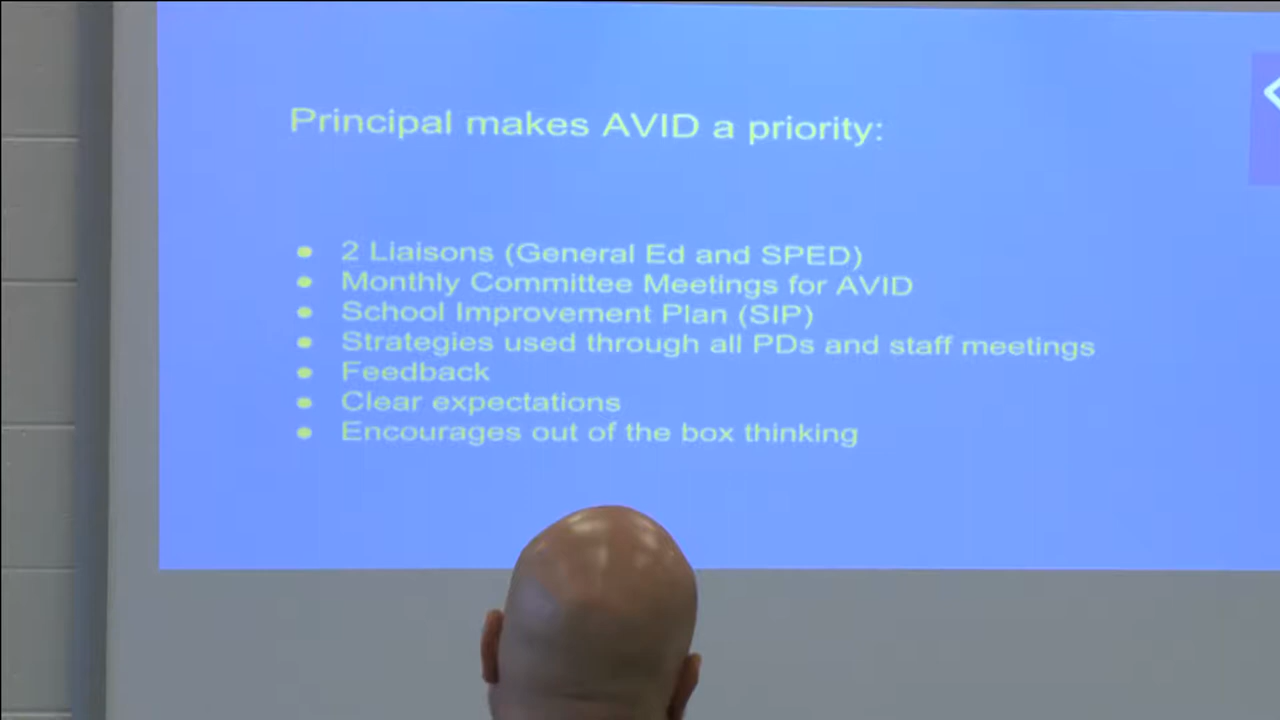 Principal makes AVID a priority:
● 2 Liaisons (General Ed and SPED)
● Monthly Committee Meetings for AVID
● School Improvement Plan (SIP)
● Strategies used through all PDs and staff meetings
● Feedback
● Clear expectations
● Encourages out of the box thinking